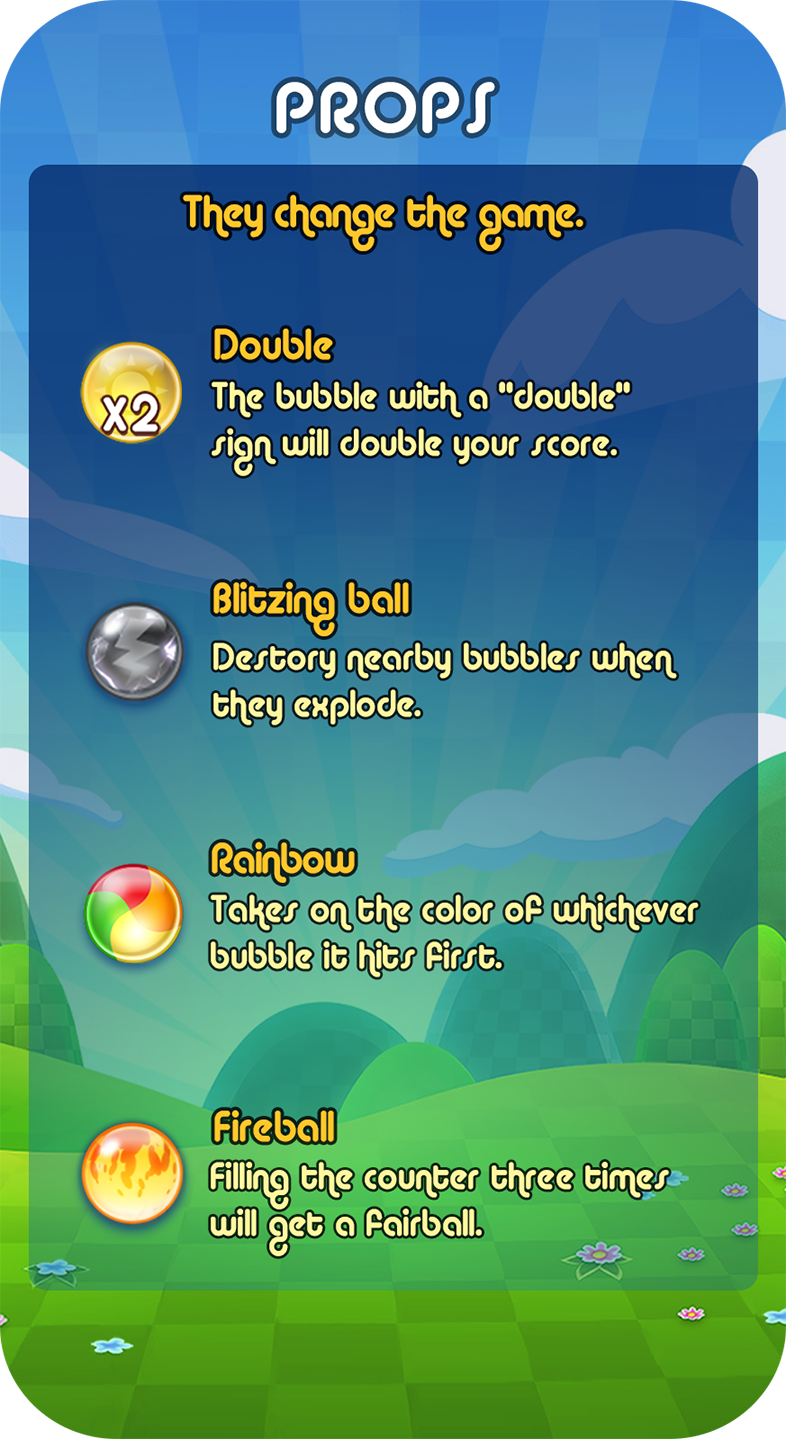 PROPS
They change the game.
x2
Double
The bubble with a "double"
sign will double your score.
Blitzing ball
Destory nearby bubbles when
they explode.
Rainbow
Takes on the color of whichever
bubble it hits first.
Fireball
Filling the counter three times
will get a Fairball.